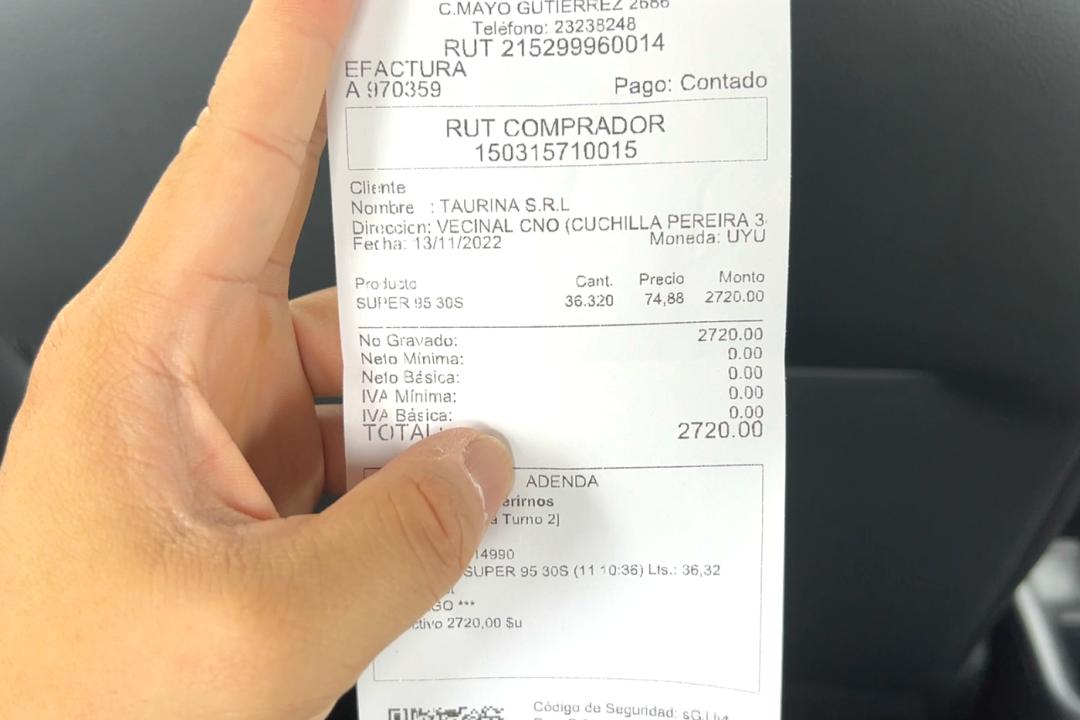 C.MAYO GUTIERREZ 2686
Teléfono: 23238248
RUT 215299960014
EFACTURA
A 970359 Pago: Contado
RUT COMPRADOR
150315710015
Cliente
Nombre : TAURINA S.R.L
Direccion: VECINAL CNO (CUCHILLA PEREIRA 3
Fecha: 13/11/2022 Moneda: UYU
Producto Cant. Precio Monto
SUPER 95 30S 36.320 74,88 2720.00
No Gravado: 2720.00
Neto Mínima: 0.00
Neto Básica: 0.00
IVA Mínima: 0.00
IVA Básica: 0.00
TOTAL: 2720.00
ADENDA
erirnos
a Turno 2]
14990
SUPER 95 30S (11 10:36) Lts.: 36,32
GO ***
ctivo 2720,00 $u
Código de Seguridad: